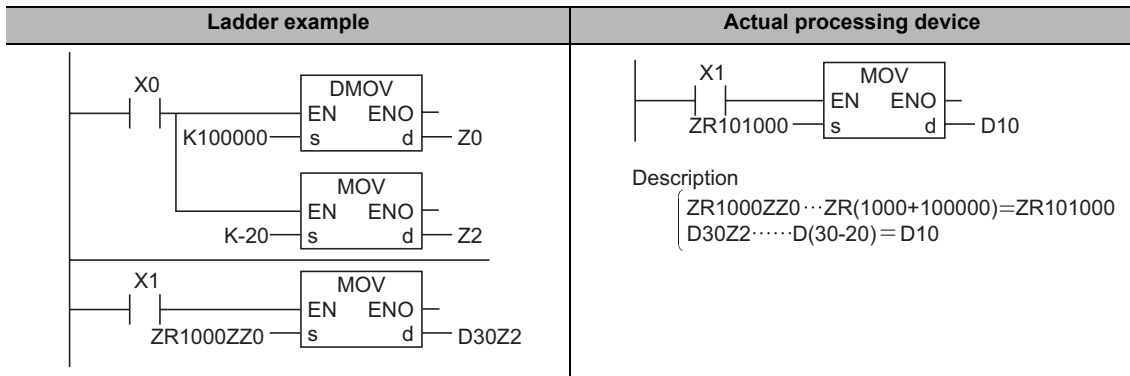 Ladder example
Actual processing device
X0
DMOV
EN ENO
K100000 s d Z0
MOV
EN ENO
K-20 s d Z2
X1
MOV
EN ENO
ZR1000ZZ0 s d D30Z2
X1
MOV
EN ENO
ZR101000 s d D10
Description
ZR1000ZZ0…ZR(1000+100000)=ZR101000
D30Z2……D(30-20)=D10